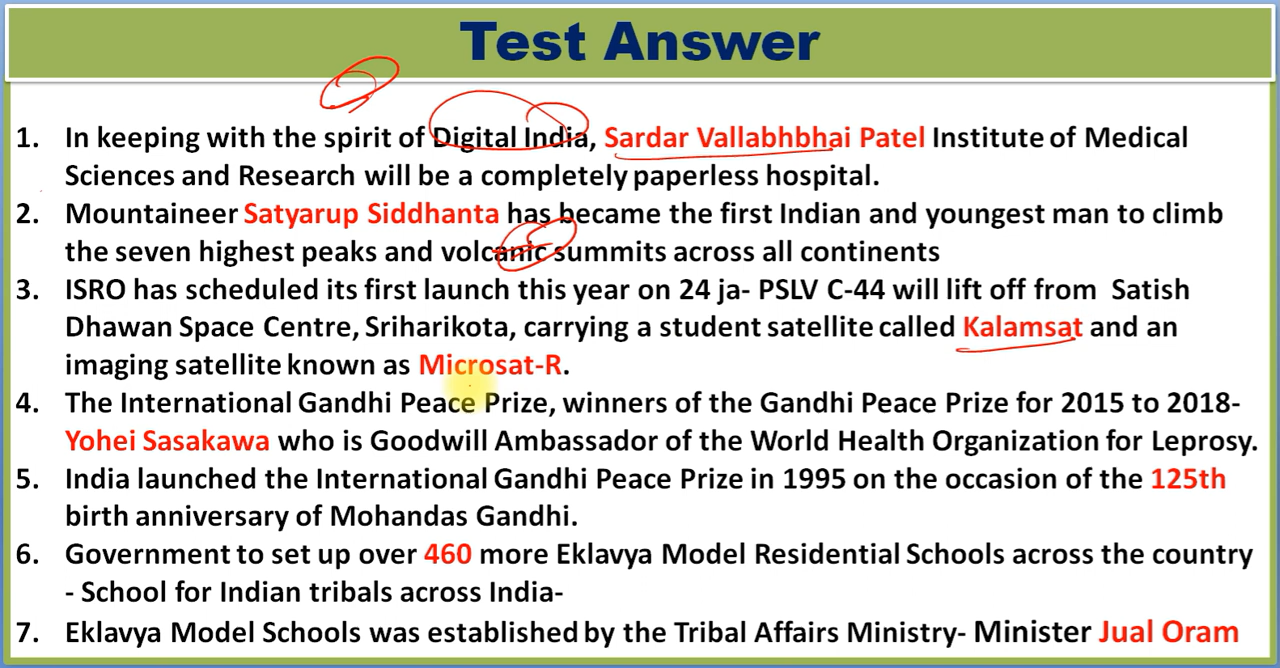 Test Answer
1. In keeping with the spirit of Digital India, Sardar Vallabhbhai Patel Institute of Medical
Sciences and Research will be a completely paperless hospital.
2. Mountaineer Satyarup Siddhanta has became the first Indian and youngest man to climb
the seven highest peaks and volcanic summits across all continents
3. ISRO has scheduled its first launch this year on 24 ja- PSLV C-44 will lift off from Satish
Dhawan Space Centre, Sriharikota, carrying a student satellite called Kalamsat and an
imaging satellite known as Microsat-R.
4. The International Gandhi Peace Prize, winners of the Gandhi Peace Prize for 2015 to 2018-
Yohei Sasakawa who is Goodwill Ambassador of the World Health Organization for Leprosy.
5. India launched the International Gandhi Peace Prize in 1995 on the occasion of the 125th
birth anniversary of Mohandas Gandhi.
6. Government to set up over 460 more Eklavya Model Residential Schools across the country
- School for Indian tribals across India-
7. Eklavya Model Schools was established by the Tribal Affairs Ministry- Minister Jual Oram